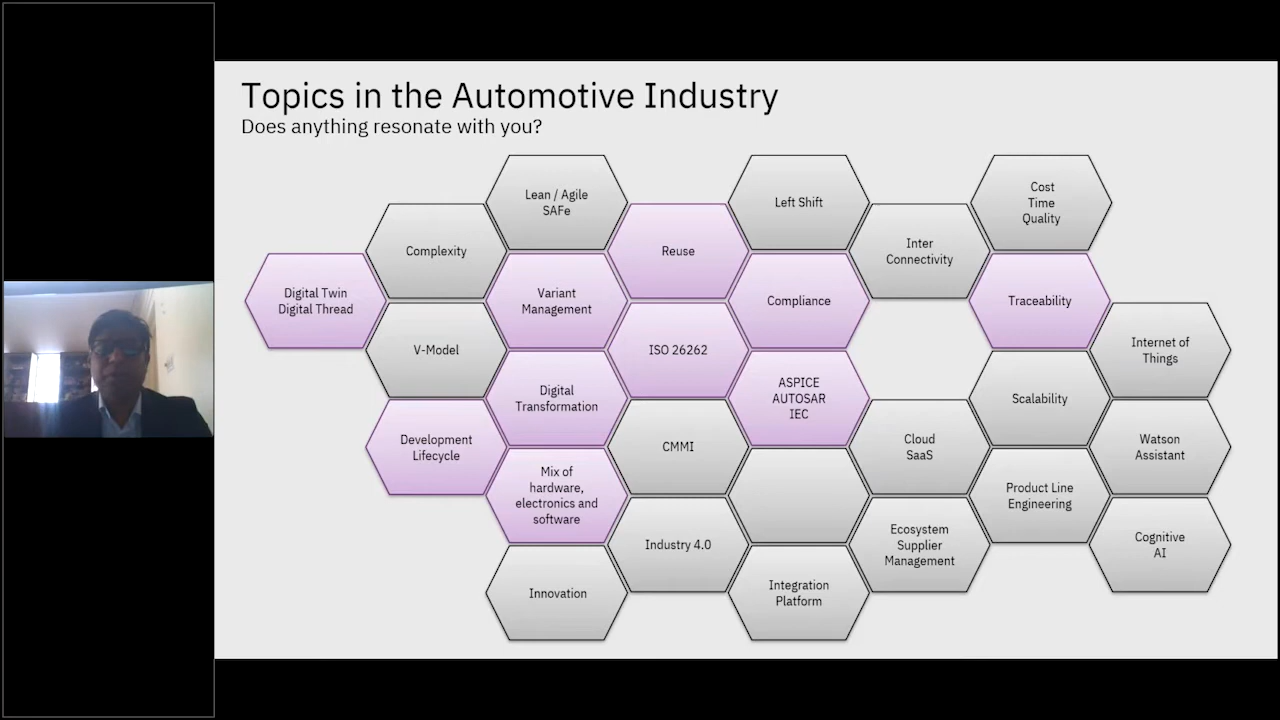 Topics in the Automotive Industry
Does anything resonate with you?
Lean / Agile
SAFe
Left Shift
Cost
Time
Quality
Complexity
Reuse
Inter
Connectivity
Digital Twin
Digital Thread
Variant
Management
Compliance
Traceability
V-Model
ISO 26262
Internet of
Things
Digital
Transformation
ASPICE
AUTOSAR
IEC
Scalability
Development
Lifecycle
CMMI
Cloud
SaaS
Watson
Assistant
Mix of
hardware,
electronics and
software
Product Line
Engineering
Industry 4.0
Ecosystem
Supplier
Management
Cognitive
AI
Innovation
Integration
Platform